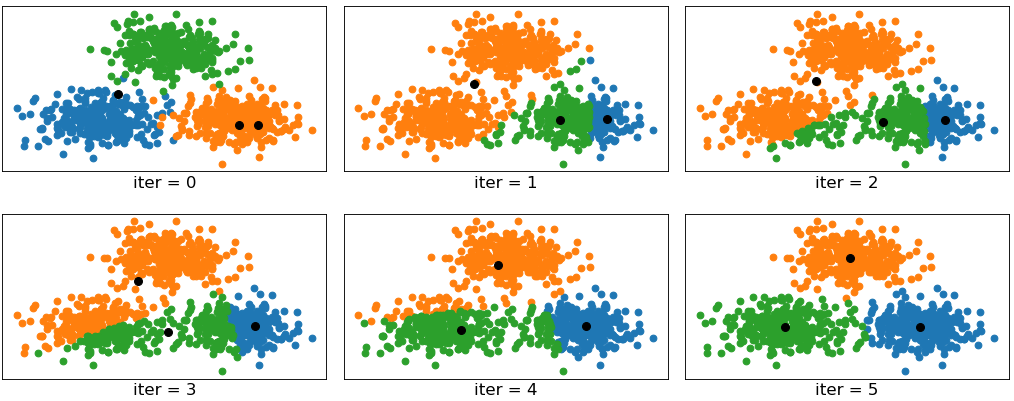 iter = 0
iter = 1
iter = 2
iter = 3
iter = 4
iter = 5